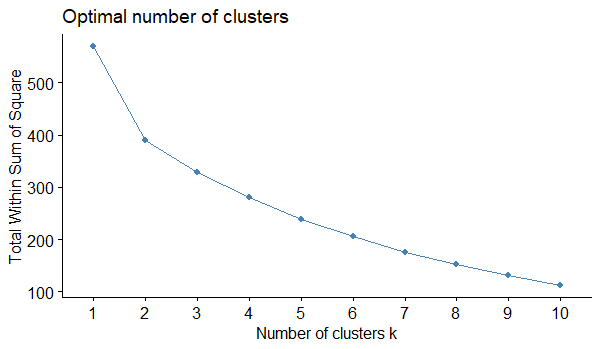 Optimal number of clusters
Total Within Sum of Square
500
400
300
200
100
1 2 3 4 5 6 7 8 9 10
Number of clusters k